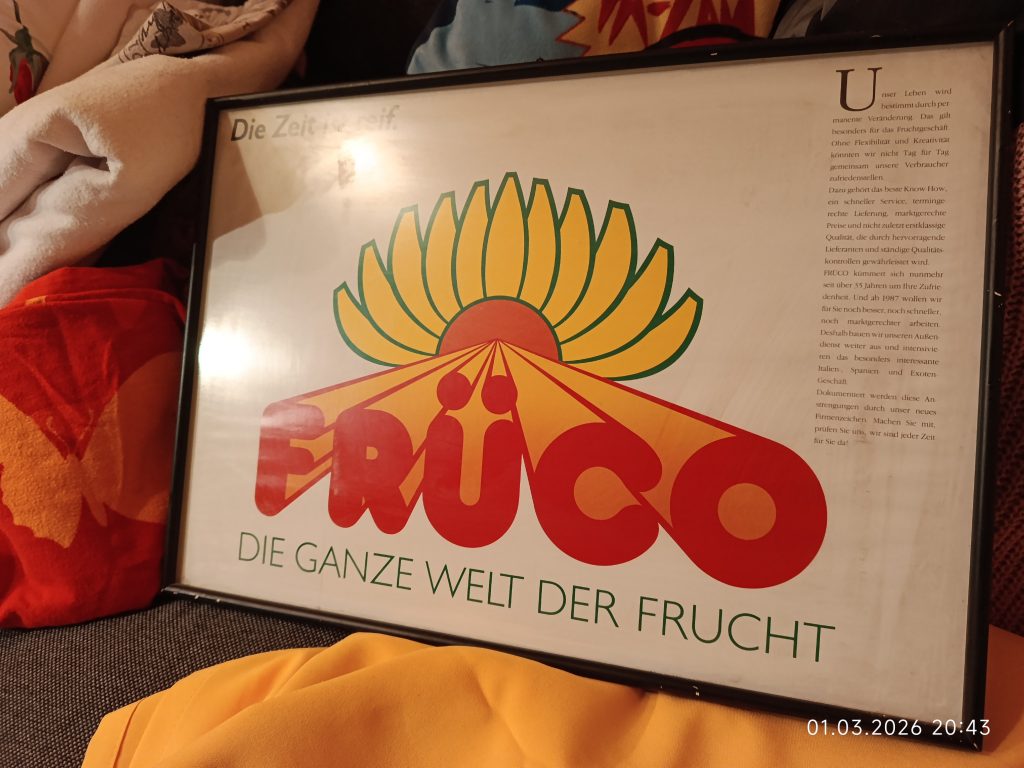 Die Zeit ist reif.
Unser Leben wird
bestimmt durch per
manente Veränderung. Das gilt
besonders für das Fruchtgeschäft
Ohne Flexibilität und Kreativität
könnten wir nicht Tag für Tag
gemeinsam unsere Verbraucher
zufriedenstellen.
Dazu gehört das beste Know How,
ein schneller Service, terminge
rechte Lieferung, marktgerechte
Preise und nicht zuletzt erstklassige
Qualität, die durch hervorragende
Lieferanten und ständige Qualitäts-
kontrollen gewährleistet wird.
FRÜCO kümmert sich nunmehr
seit über 35 Jahren um Ihre Zufrie-
denheit. Und ab 1987 wollen wir
für Sie noch besser, noch schneller,
noch marktgerechter arbeiten.
Deshalb bauen wir unseren Außen-
dienst weiter aus und intensivie
ren das besonders interessante
Italien-, Spanien und Exoten-
Geschäft.
Dokumentiert werden diese An-
strengungen durch unser neues
Firmenzeichen. Machen Sie mit,
prüfen Sie uns, wir sind jeder Zeit
für Sie da!
FRÜCO
DIE GANZE WELT DER FRUCHT
01.03.2026 20:43